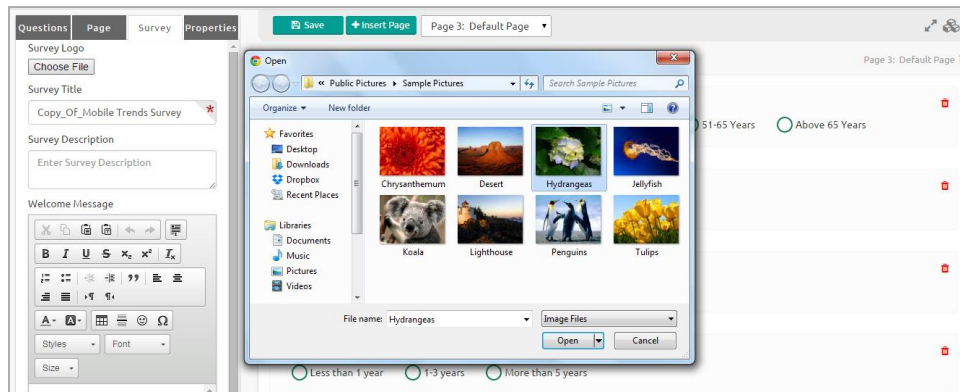 Questions Page Survey Properties
Save Insert Page Page 3: Default Page
Survey Logo
Choose File
Survey Title
Copy_Of_Mobile Trends Survey *
Survey Description
Enter Survey Description
Welcome Message
B I U S x₂ x² Iₓ
A A Ω
Styles Font
Size
Open
« Public Pictures Sample Pictures Search Sample Pictures
Organize New folder
Favorites
Desktop
Downloads
Dropbox
Recent Places
Libraries
Documents
Music
Pictures
Videos
Chrysanthemum Desert Hydrangeas Jellyfish
Koala Lighthouse Penguins Tulips
File name: Hydrangeas Image Files
Open Cancel
Page 3: Default Page
51-65 Years Above 65 Years
Less than 1 year 1-3 years More than 5 years